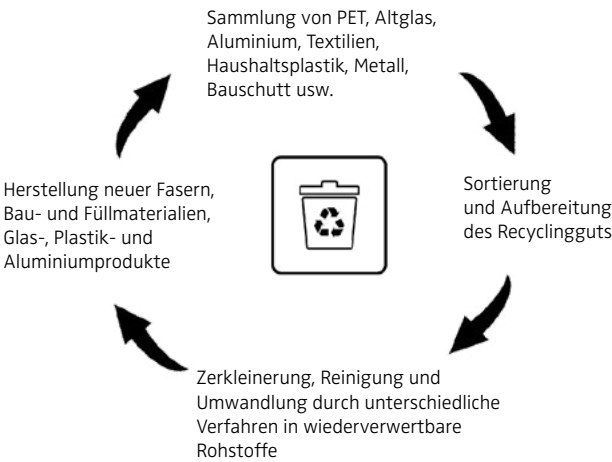 Sammlung von PET, Altglas,
Aluminium, Textilien,
Haushaltsplastik, Metall,
Bauschutt usw.
Sortierung
und Aufbereitung
des Recyclingguts
Zerkleinerung, Reinigung und
Umwandlung durch unterschiedliche
Verfahren in wiederverwertbare
Rohstoffe
Herstellung neuer Fasern,
Bau- und Füllmaterialien,
Glas-, Plastik- und
Aluminiumprodukte